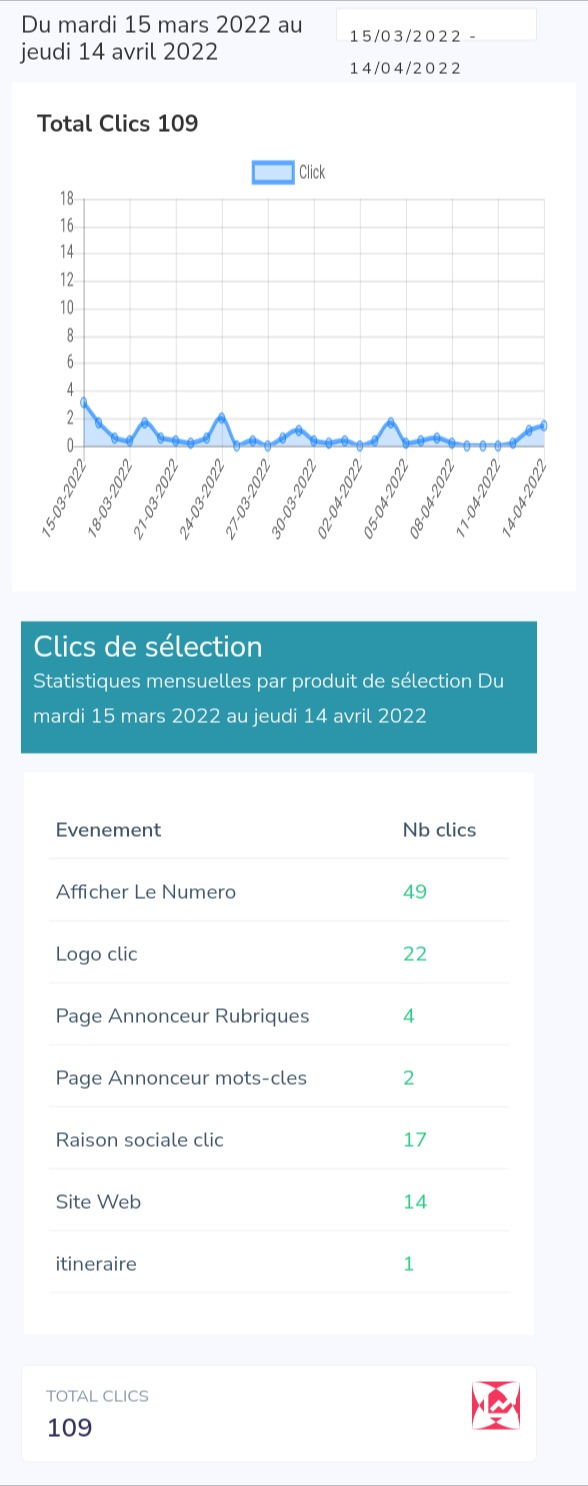 Du mardi 15 mars 2022 au
jeudi 14 avril 2022
15/03/2022 -
14/04/2022
Total Clics 109
Click
18
16
14
12
10
8
6
4
2
0
15-03-2022
18-03-2022
21-03-2022
24-03-2022
27-03-2022
30-03-2022
02-04-2022
05-04-2022
08-04-2022
11-04-2022
14-04-2022
Clics de sélection
Statistiques mensuelles par produit de sélection Du
mardi 15 mars 2022 au jeudi 14 avril 2022
Evenement Nb clics
Afficher Le Numero 49
Logo clic 22
Page Annonceur Rubriques 4
Page Annonceur mots-cles 2
Raison sociale clic 17
Site Web 14
itineraire 1
TOTAL CLICS
109